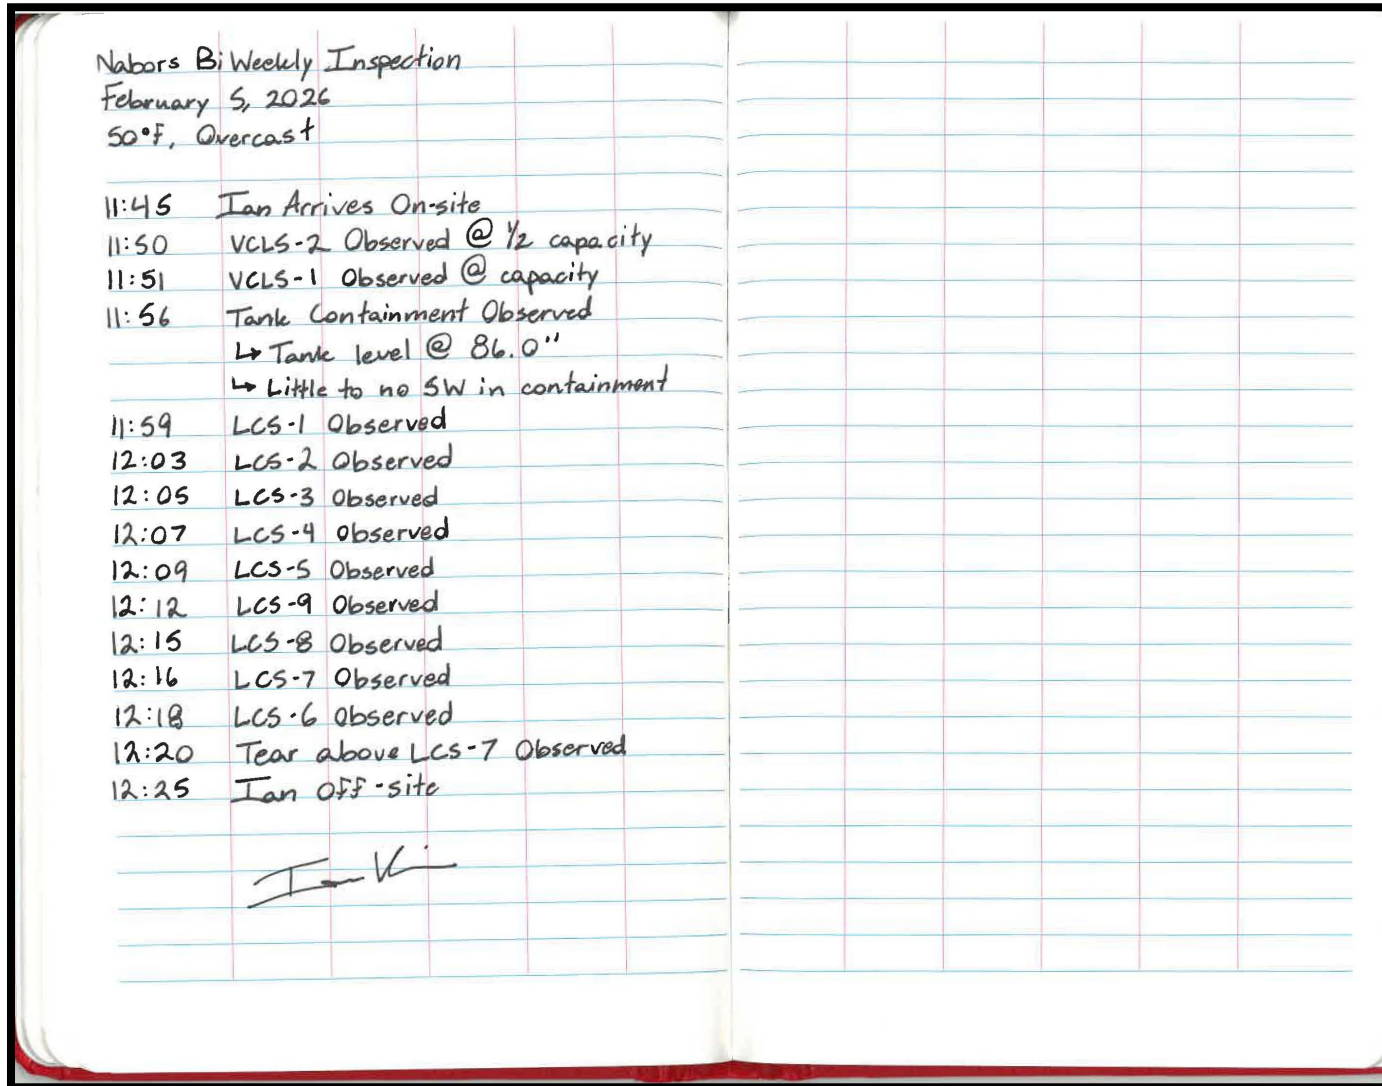 Nabors BiWeekly Inspection
February 5, 2026
50°F, Overcast
11:45 Ian Arrives On-site
11:50 VCLS-2 Observed @ 1/2 capacity
11:51 VCLS-1 Observed @ capacity
11:56 Tank Containment Observed
↳ Tank level @ 86.0"
↳ Little to no SW in containment
11:59 LCS-1 Observed
12:03 LCS-2 Observed
12:05 LCS-3 Observed
12:07 LCS-4 Observed
12:09 LCS-5 Observed
12:12 LCS-9 Observed
12:15 LCS-8 Observed
12:16 LCS-7 Observed
12:18 LCS-6 Observed
12:20 Tear above LCS-7 Observed
12:25 Ian Off-site
Ian